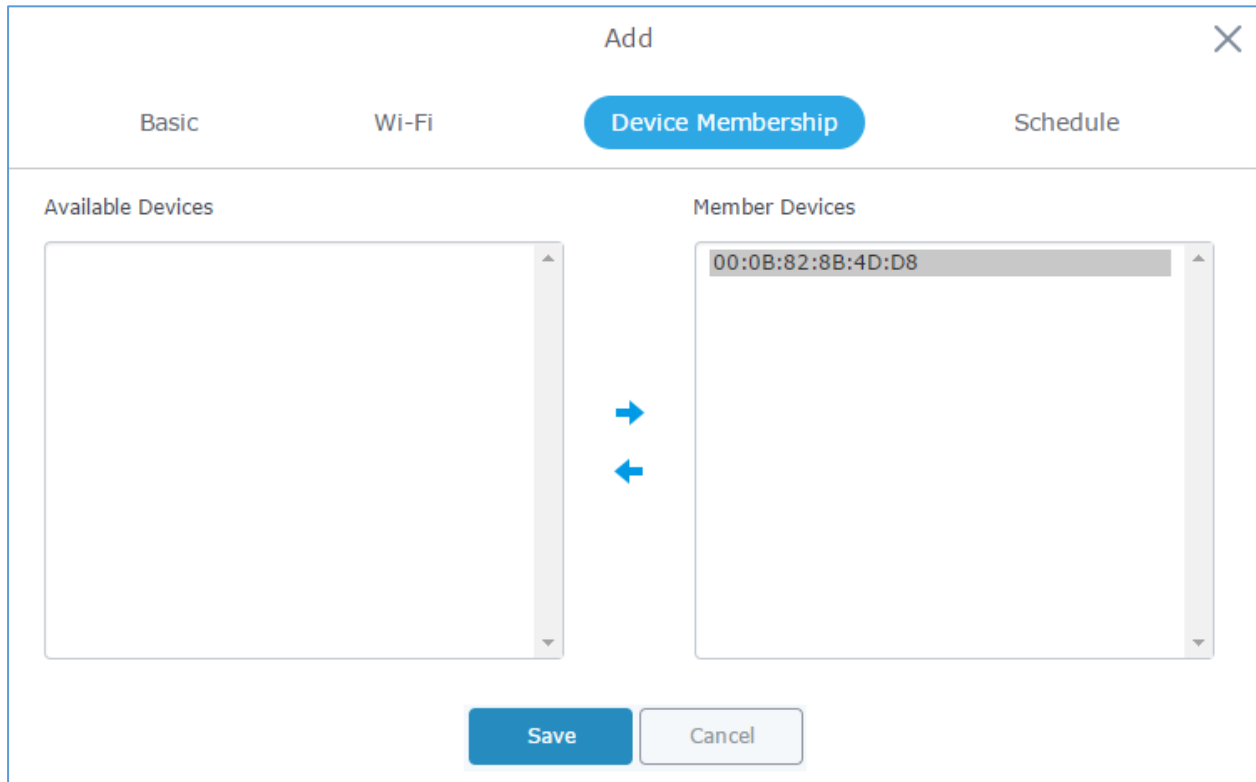 Add
Basic Wi-Fi Device Membership Schedule
Available Devices Member Devices
00:0B:82:8B:4D:D8
Save Cancel